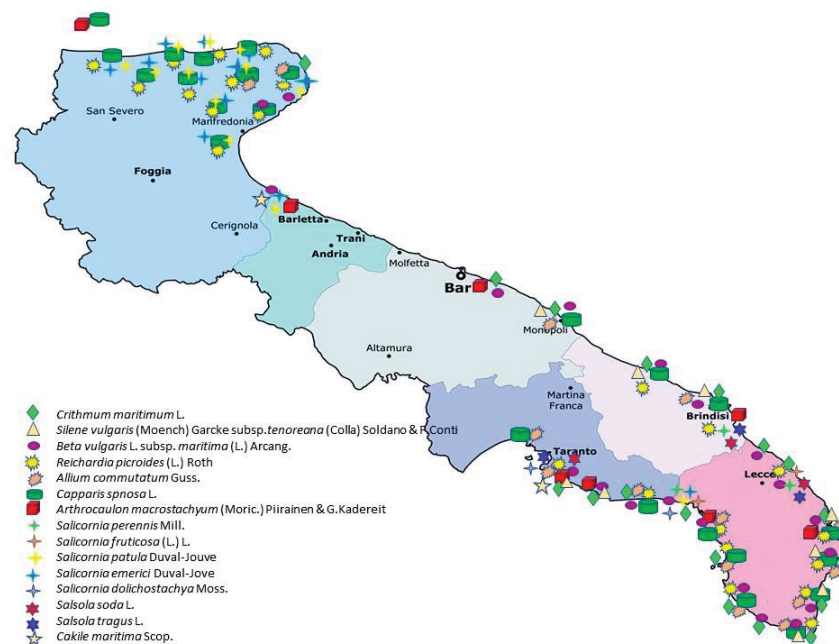 San Severo
Manfredonia
Foggia
Cerignola
Barletta
Trani
Andria
Molfetta
Bar
Altamura
Monopoli
Martina
Franca
Brindisi
Taranto
Lecce
Crithmum maritimum L.
Silene vulgaris (Moench) Garcke subsp.tenoreana (Colla) Soldano & F.Conti
Beta vulgaris L. subsp. maritima (L.) Arcang.
Reichardia picroides (L.) Roth
Allium commutatum Guss.
Capparis spnosa L.
Arthrocaulon macrostachyum (Moric.) Piirainen & G.Kadereit
Salicornia perennis Mill.
Salicornia fruticosa (L.) L.
Salicornia patula Duval-Jouve
Salicornia emerici Duval-Jove
Salicornia dolichostachya Moss.
Salsola soda L.
Salsola tragus L.
Cakile maritima Scop.